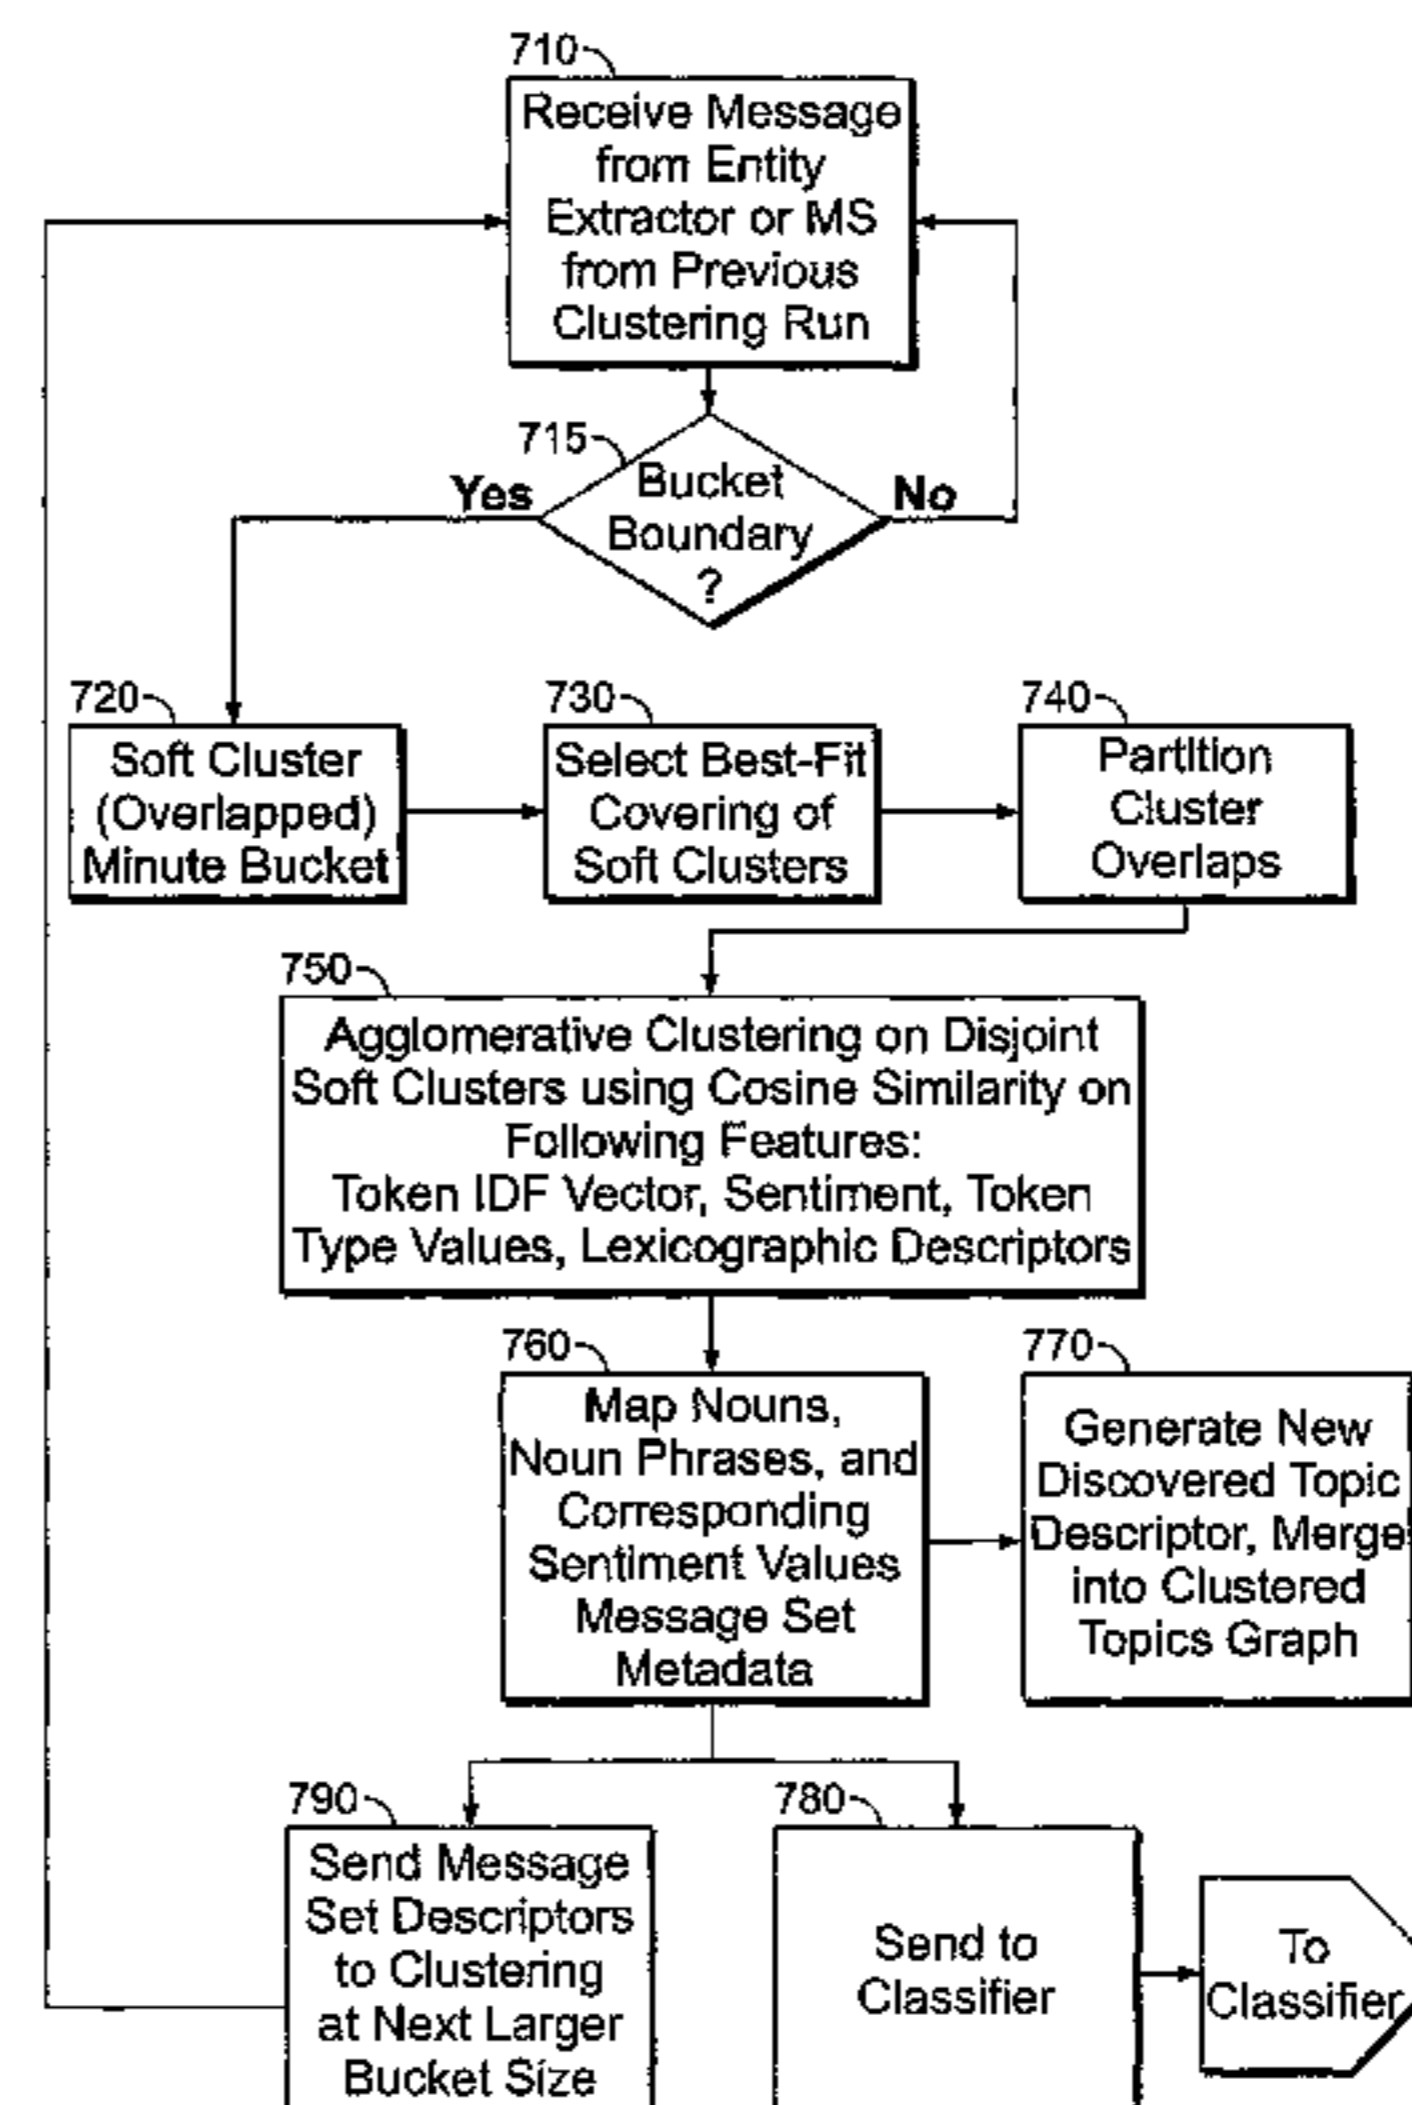 710
Receive Message
from Entity
Extractor or MS
from Previous
Clustering Run
715
Bucket
Boundary
?
Yes
No
720
Soft Cluster
(Overlapped)
Minute Bucket
730
Select Best-Fit
Covering of
Soft Clusters
740
Partition
Cluster
Overlaps
750
Agglomerative Clustering on Disjoint
Soft Clusters using Cosine Similarity on
Following Features:
Token IDF Vector, Sentiment, Token
Type Values, Lexicographic Descriptors
760
Map Nouns,
Noun Phrases, and
Corresponding
Sentiment Values
Message Set
Metadata
770
Generate New
Discovered Topic
Descriptor, Merge
into Clustered
Topics Graph
790
Send Message
Set Descriptors
to Clustering
at Next Larger
Bucket Size
780
Send to
Classifier
To
Classifier